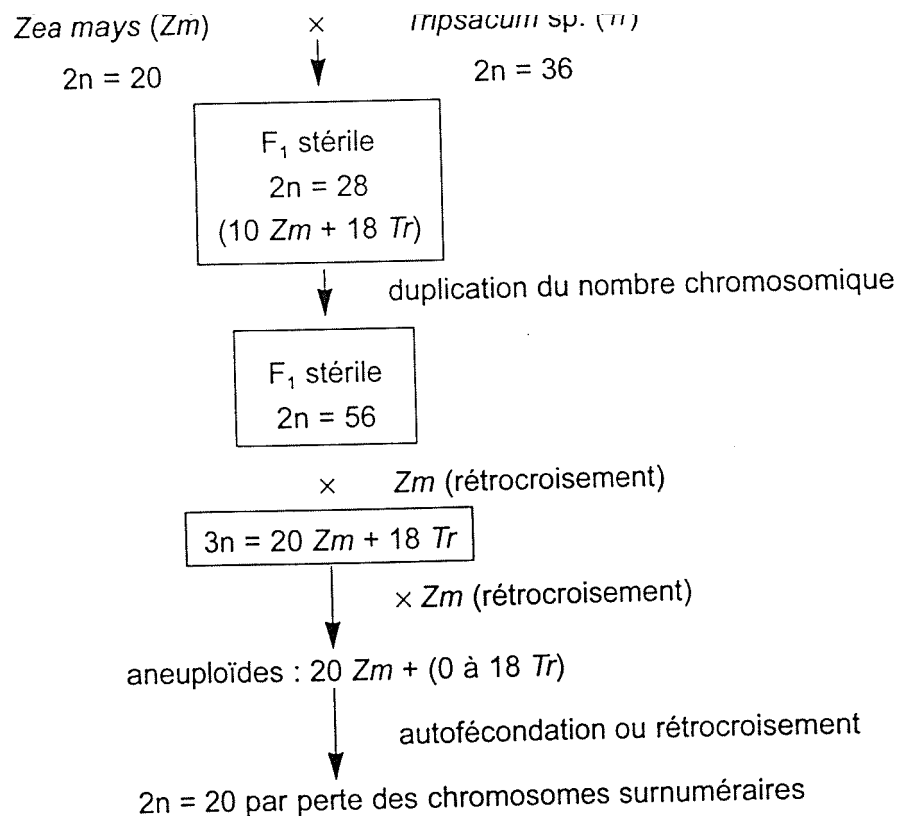 Zea mays (Zm) × Tripsacum sp. (Tr)
2n = 20 2n = 36
F₁ stérile
2n = 28
(10 Zm + 18 Tr)
duplication du nombre chromosomique
F₁ stérile
2n = 56
× Zm (rétrocroisement)
3n = 20 Zm + 18 Tr
× Zm (rétrocroisement)
aneuploïdes : 20 Zm + (0 à 18 Tr)
autofécondation ou rétrocroisement
2n = 20 par perte des chromosomes surnuméraires